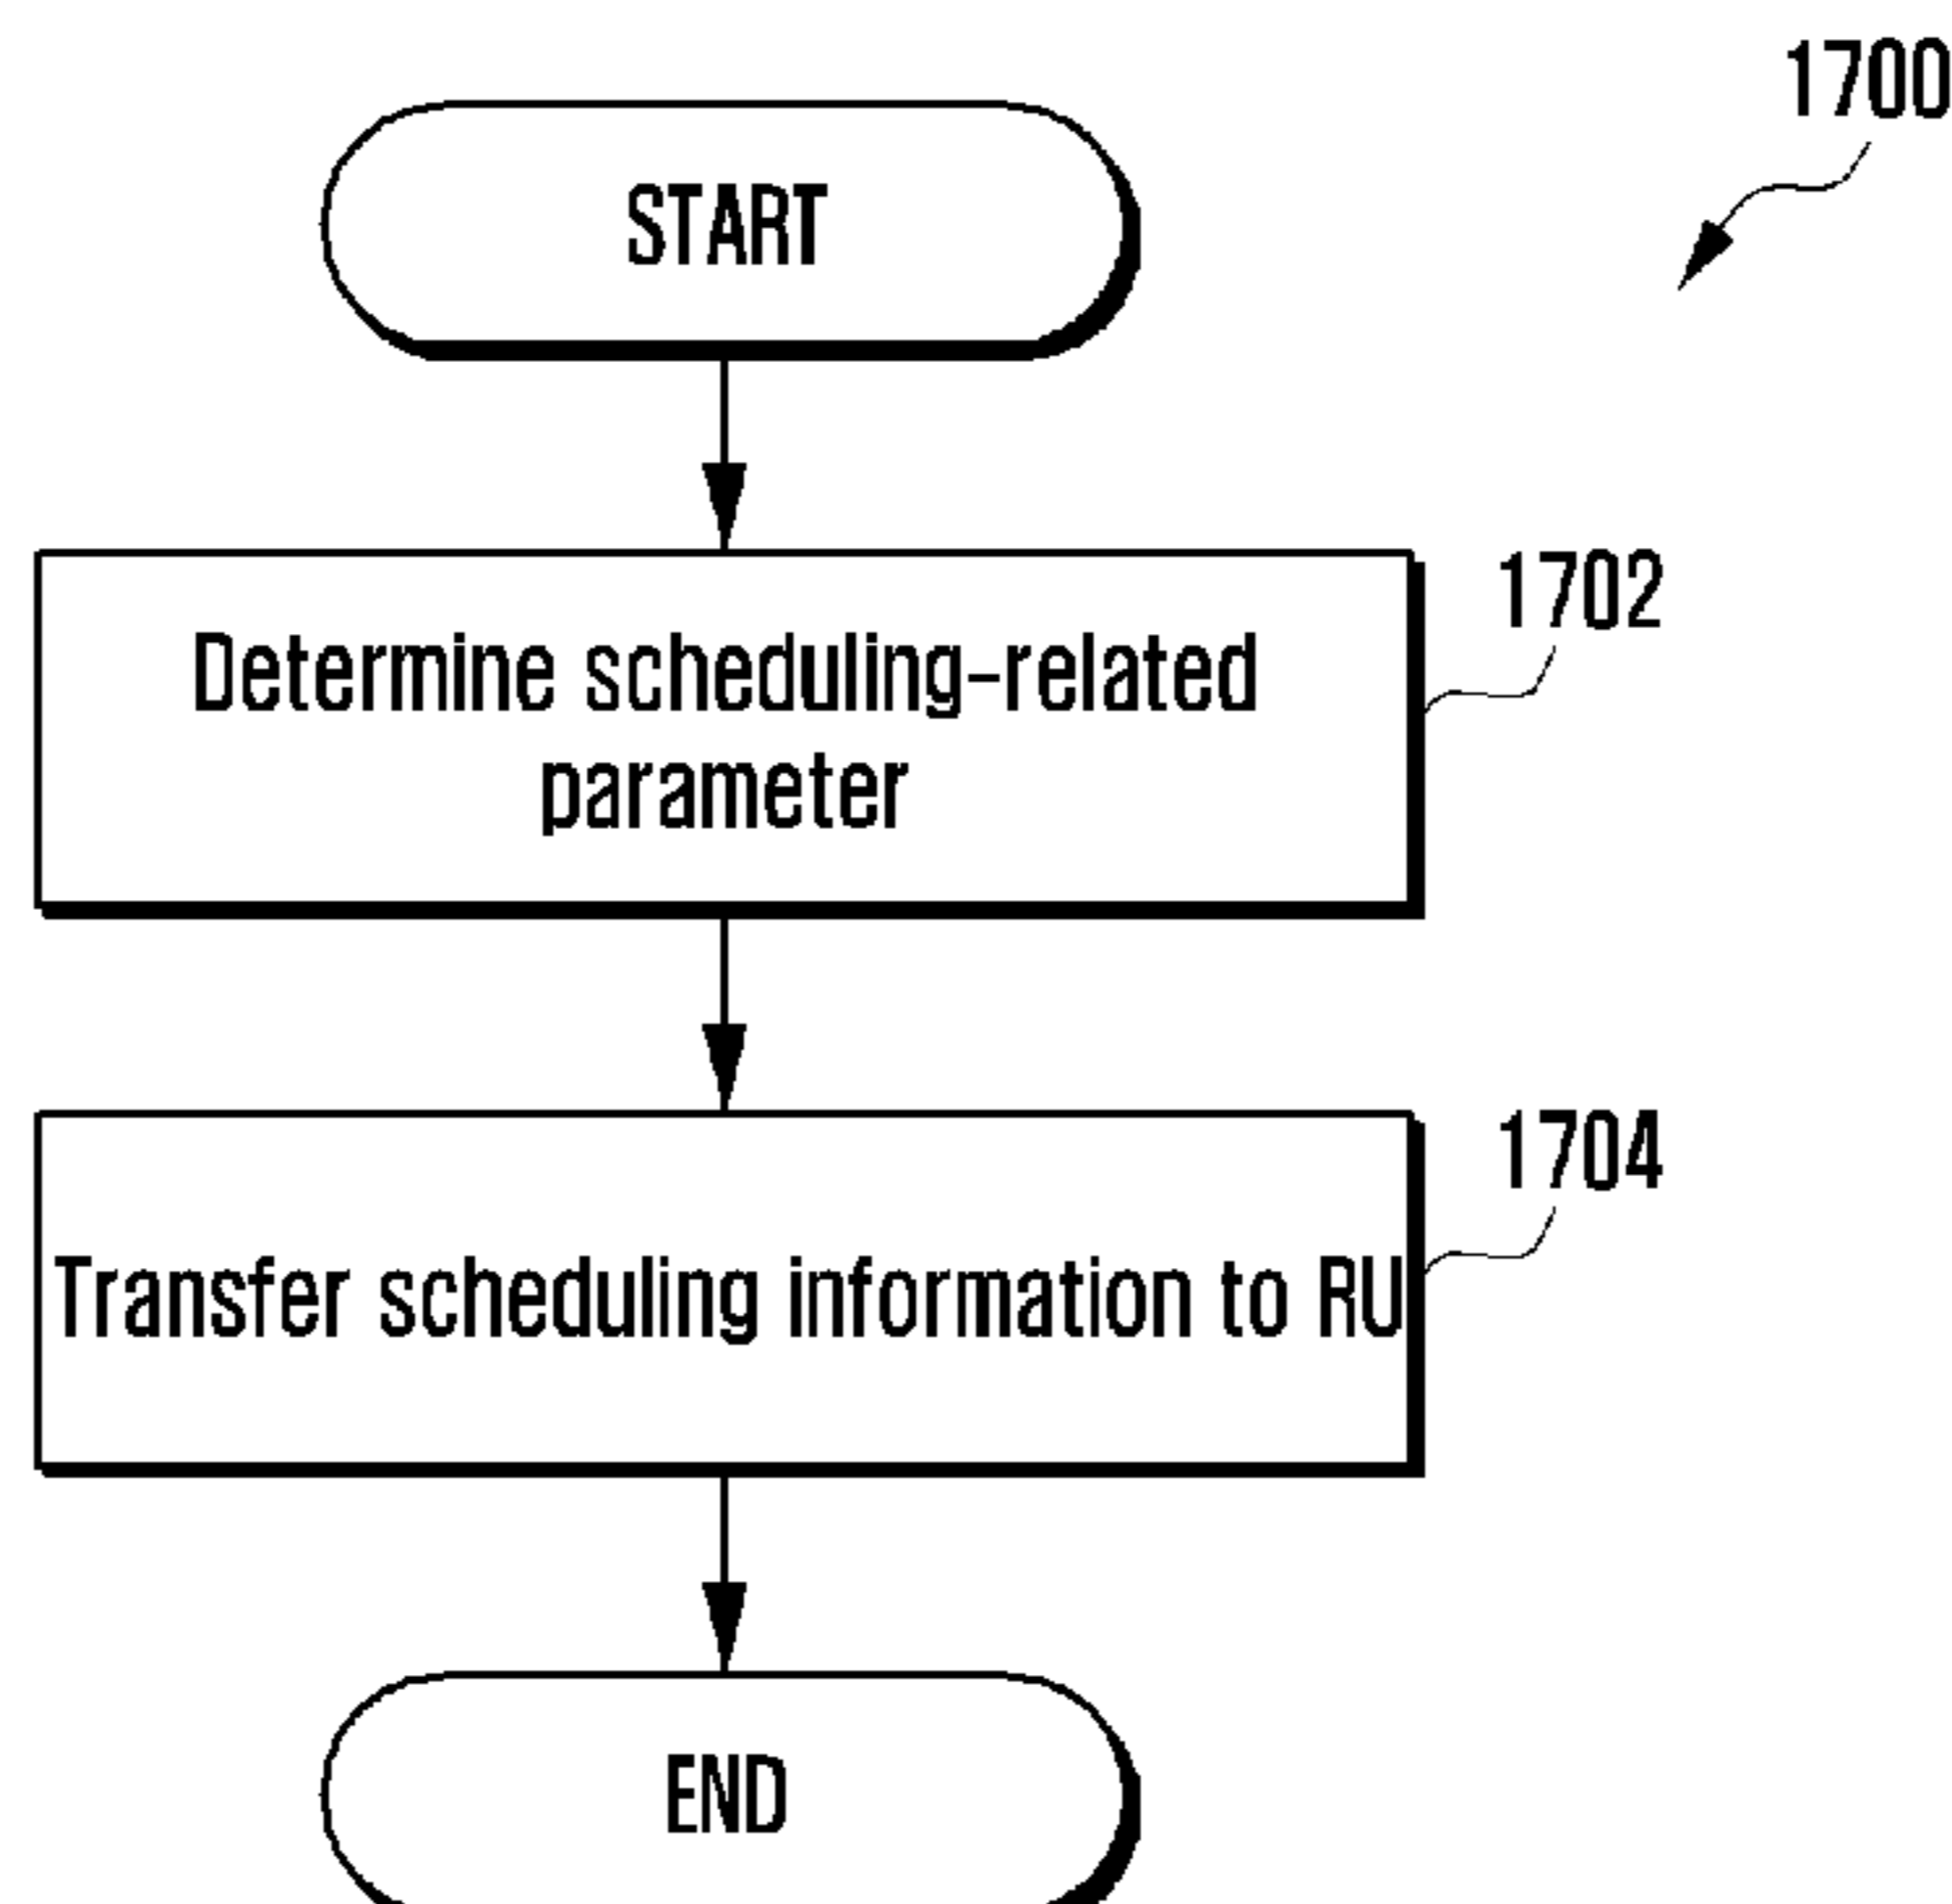 1700
START
1702
Determine scheduling-related
parameter
1704
Transfer scheduling information to RU
END